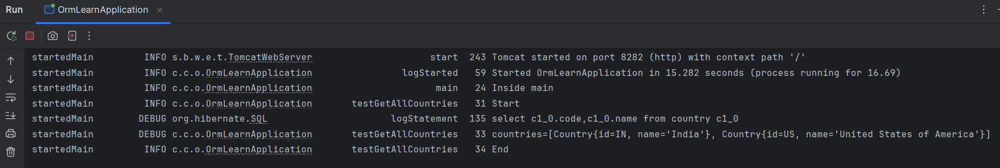 Run OrmLearnApplication
startedMain INFO s.b.w.e.t.TomcatWebServer start 243 Tomcat started on port 8282 (http) with context path '/'
startedMain INFO c.c.o.OrmLearnApplication logStarted 59 Started OrmLearnApplication in 15.282 seconds (process running for 16.69)
startedMain INFO c.c.o.OrmLearnApplication main 24 Inside main
startedMain INFO c.c.o.OrmLearnApplication testGetAllCountries 31 Start
startedMain DEBUG org.hibernate.SQL logStatement 135 select c1_0.code,c1_0.name from country c1_0
startedMain DEBUG c.c.o.OrmLearnApplication testGetAllCountries 33 countries=[Country{id=IN, name='India'}, Country{id=US, name='United States of America'}]
startedMain INFO c.c.o.OrmLearnApplication testGetAllCountries 34 End